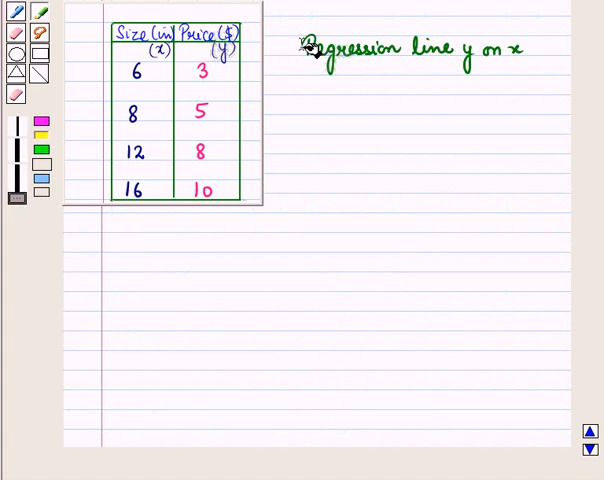 Size (in) Price ($)
(x) (y)
6 3
8 5
12 8
16 10
Regression line y on x